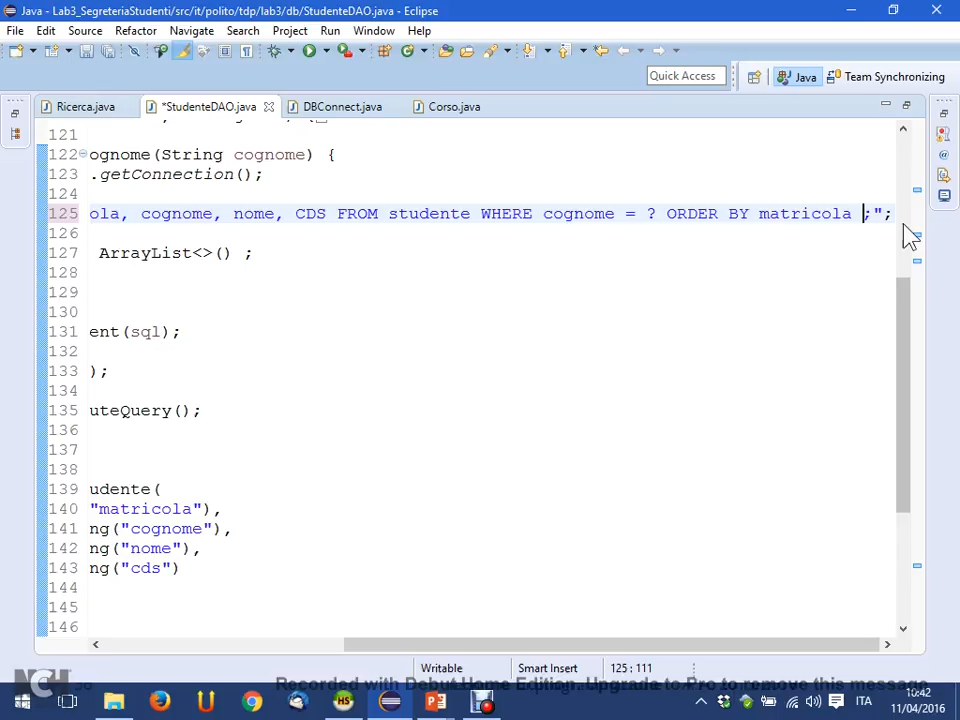 Java - Lab3_SegreteriaStudenti/src/it/polito/tdp/lab3/db/StudenteDAO.java - Eclipse
File Edit Source Refactor Navigate Search Project Run Window Help
Quick Access Java Team Synchronizing
Ricerca.java *StudenteDAO.java DBConnect.java Corso.java
121
122 ognome(String cognome) {
123 .getConnection();
124
125 ola, cognome, nome, CDS FROM studente WHERE cognome = ? ORDER BY matricola ;";
126
127 ArrayList<>() ;
128
129
130
131 ent(sql);
132
133 );
134
135 uteQuery();
136
137
138
139 udente(
140 "matricola"),
141 ng("cognome"),
142 ng("nome"),
143 ng("cds")
144
145
146
Writable Smart Insert 125 : 111
Recorded with Debut Home Edition. Upgrade to Pro to remove this message
NCH
ITA
10:42
11/04/2016